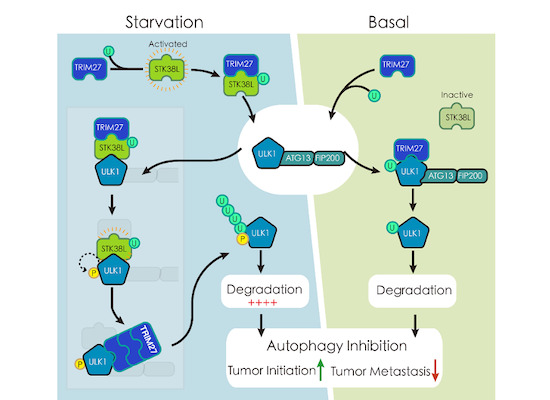 Starvation
Basal
Activated
U
TRIM27
STK38L
TRIM27
STK38L
U
TRIM27
U
Inactive
STK38L
ULK1
ATG13
FIP200
TRIM27
STK38L
U
ULK1
TRIM27
U
ULK1
ATG13
FIP200
U
U
U
U
P
ULK1
U
ULK1
STK38L
U
P
ULK1
Degradation
++++
Degradation
TRIM27
P
ULK1
Autophagy Inhibition
Tumor Initiation
Tumor Metastasis